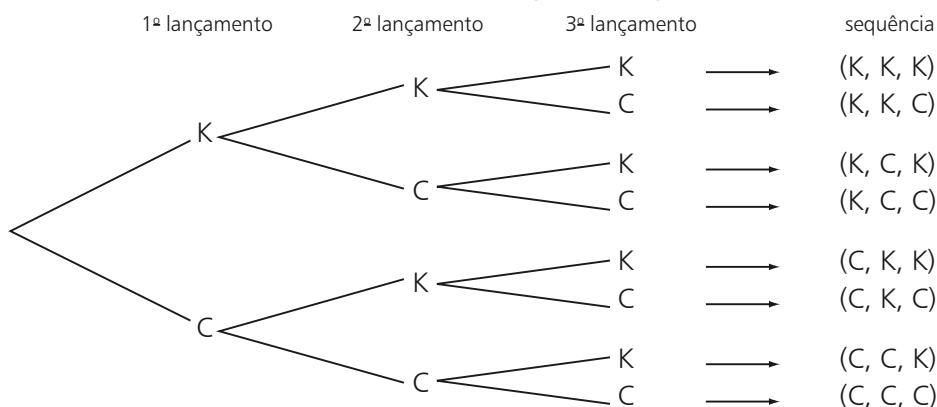 1º lançamento 2º lançamento 3º lançamento sequência
K (K, K, K)
K
C (K, K, C)
K
K (K, C, K)
C
C (K, C, C)
K (C, K, K)
K
C (C, K, C)
C
K (C, C, K)
C
C (C, C, C)